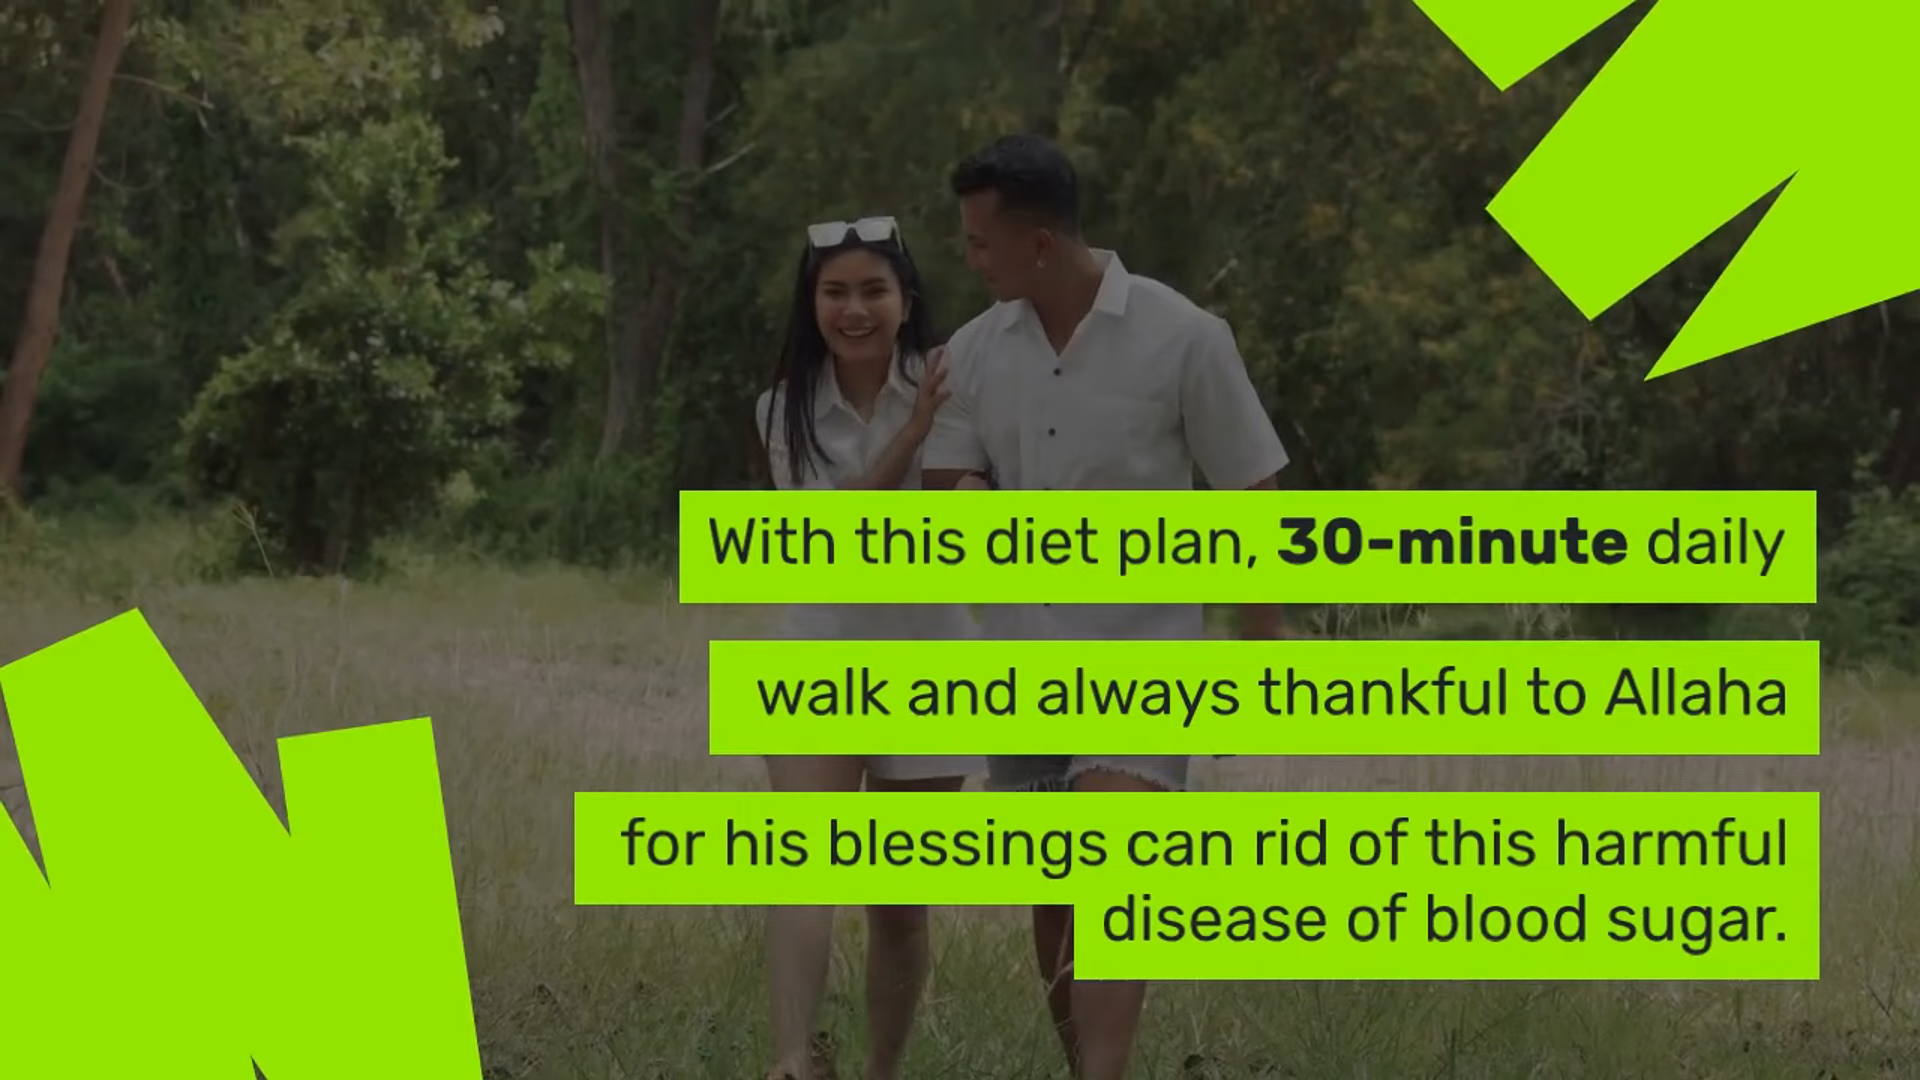 With this diet plan, 30-minute daily
walk and always thankful to Allaha
for his blessings can rid of this harmful
disease of blood sugar.